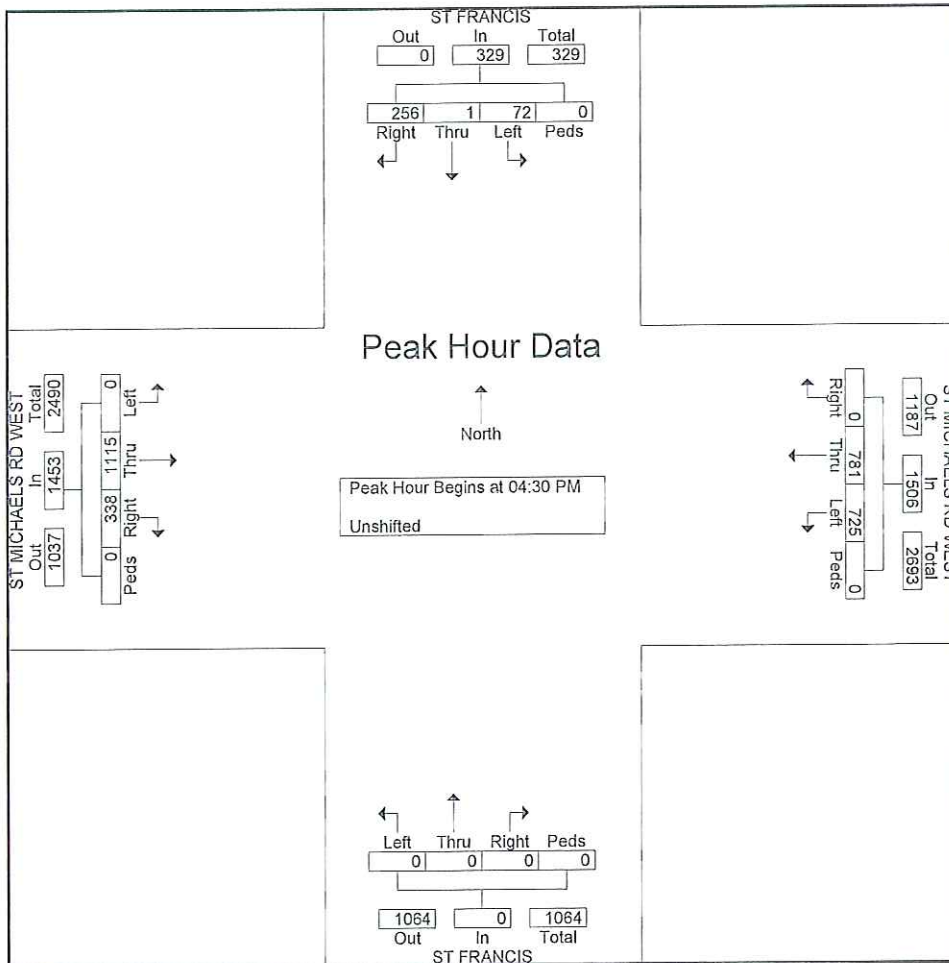 ST FRANCIS
Out In Total
0 329 329
256 1 72 0
Right Thru Left Peds
Peak Hour Data
North
Peak Hour Begins at 04:30 PM
Unshifted
ST MICHAELS RD WEST
Total In Out
2490 1453 1037
0 1115 338 0
Left Thru Right Peds
Right Thru Left Peds
0 781 725 0
1187 1506 2693
Out In Total
ST MICHAELS RD WEST
Left Thru Right Peds
0 0 0 0
1064 0 1064
Out In Total
ST FRANCIS